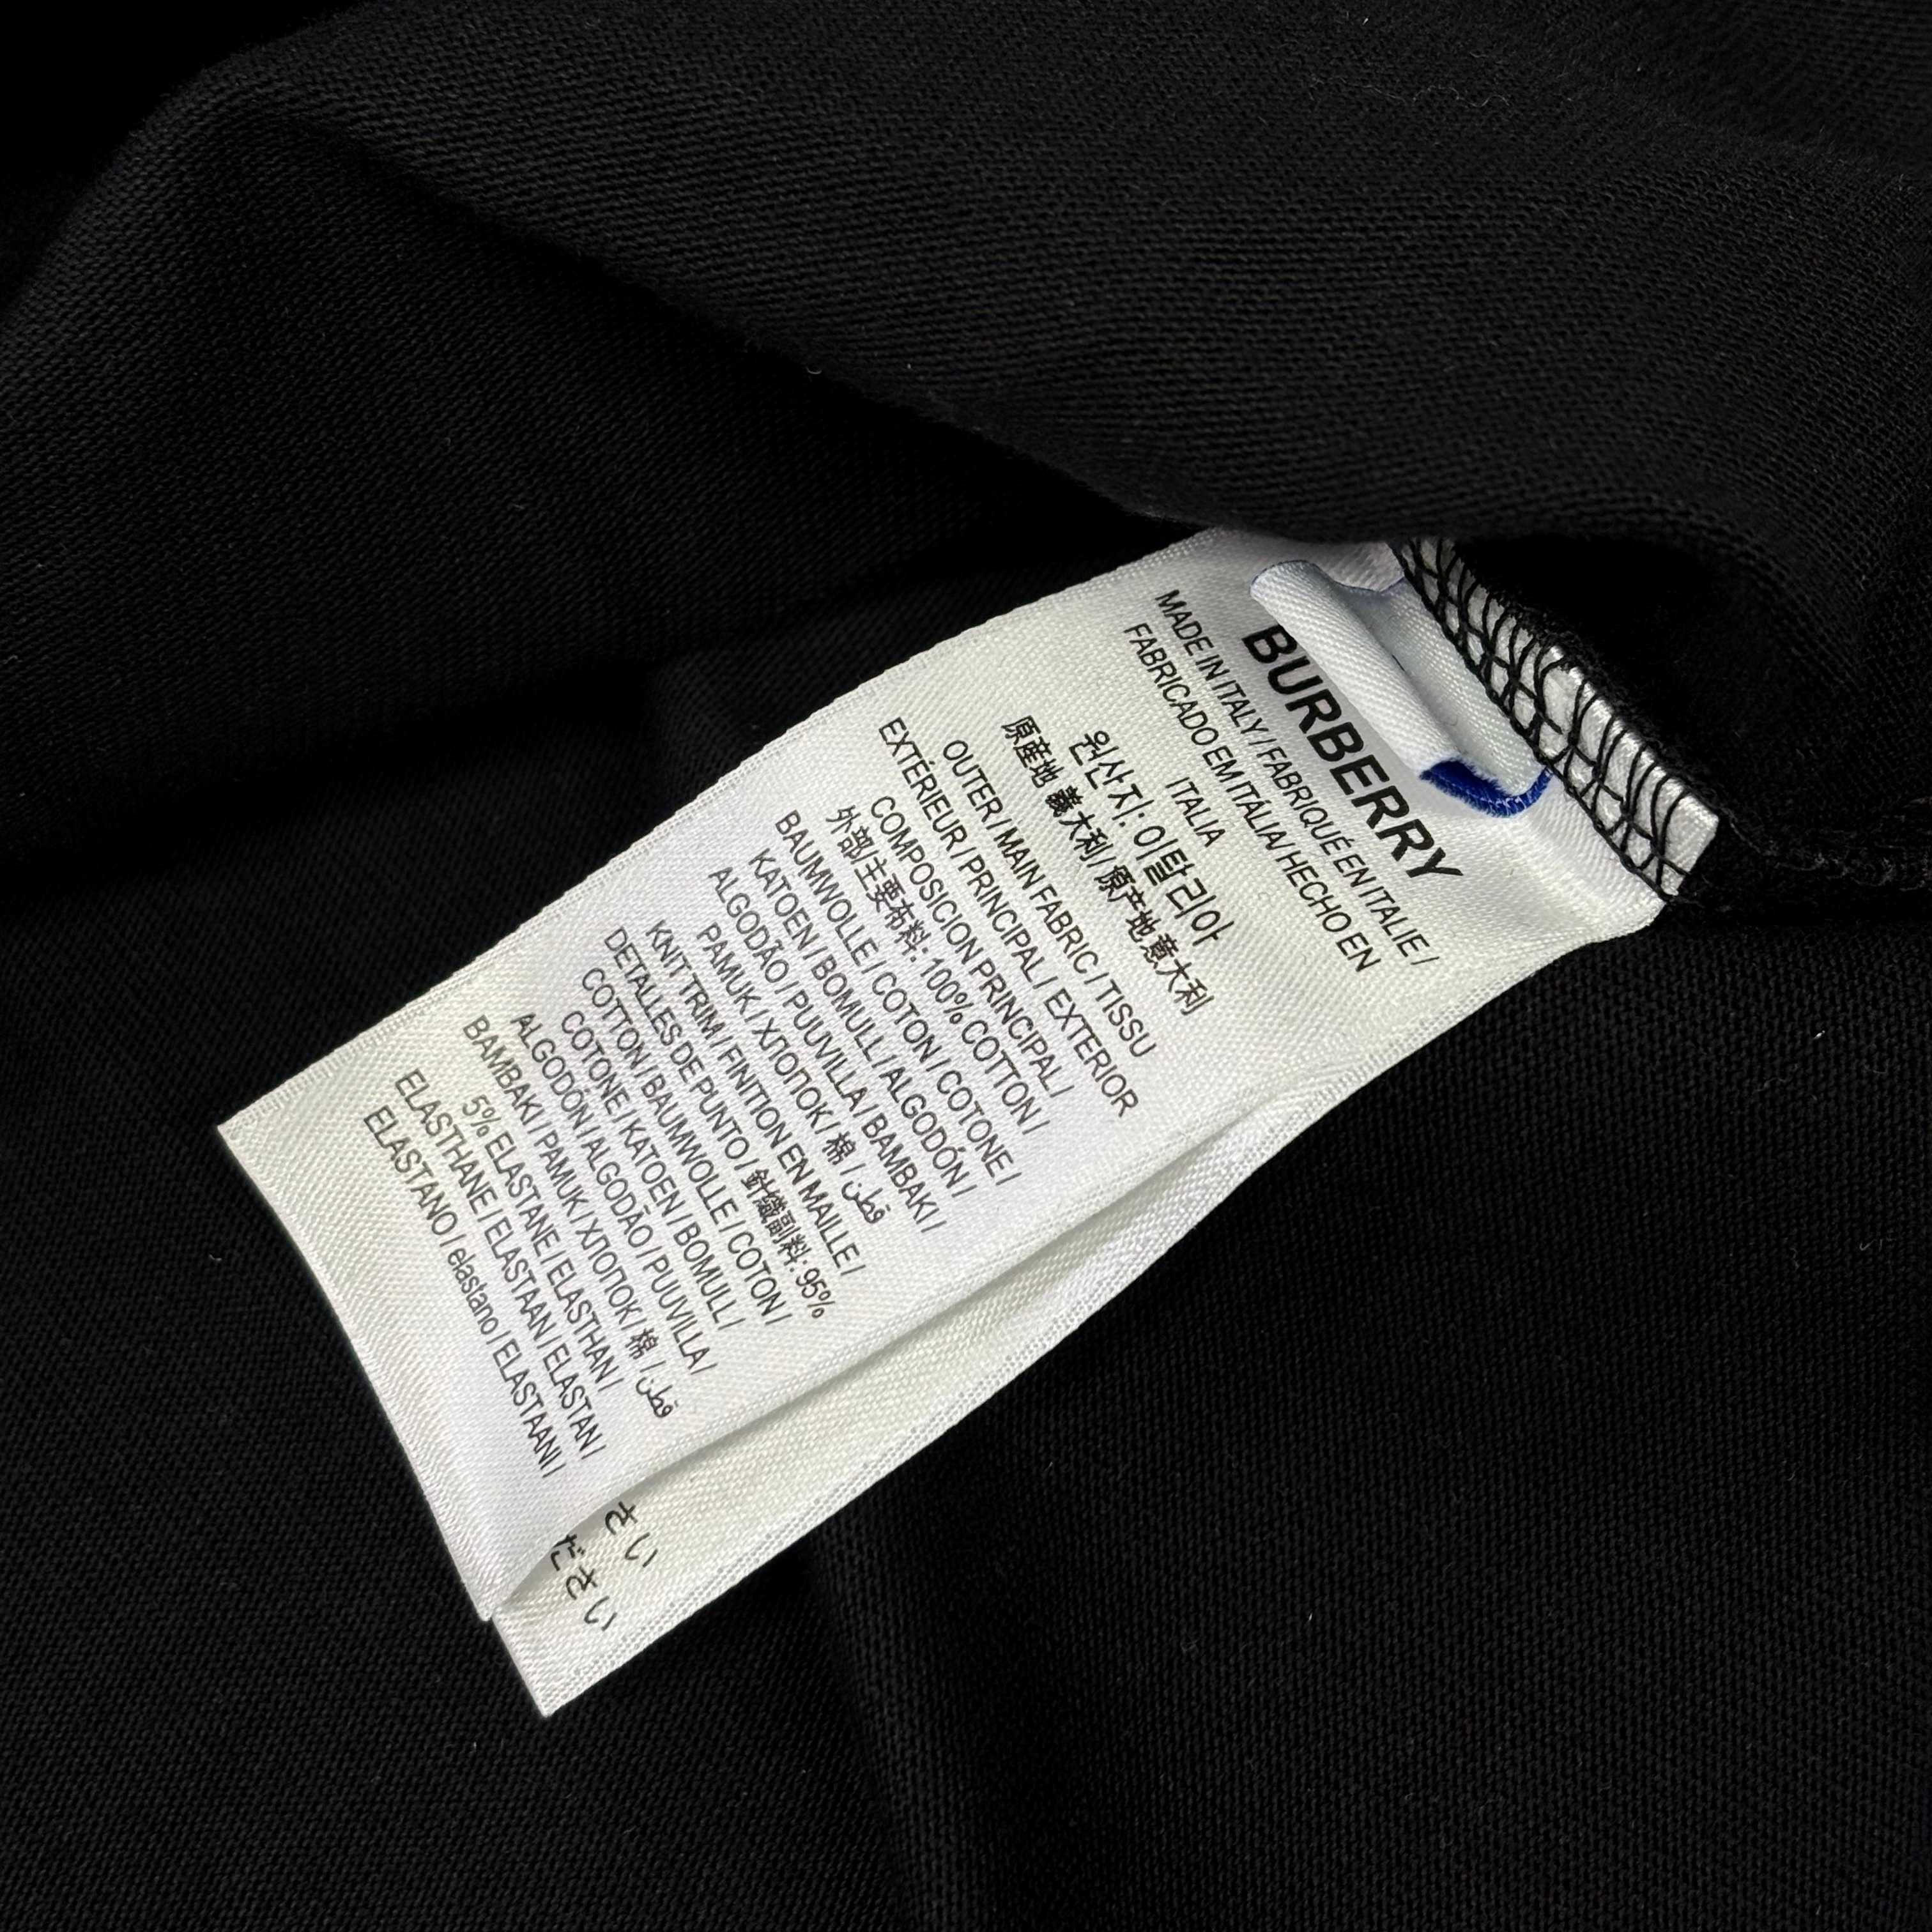 BURBERRY
MADE IN ITALY / FABRIQUÉ EN ITALIE /
FABRICADO EM ITÁLIA / HECHO EN
ITALIA
원산지: 이탈리아
原産地 義大利 / 原产地意大利
OUTER / MAIN FABRIC / TISSU
EXTÉRIEUR / PRINCIPAL / EXTERIOR
COMPOSICION PRINCIPAL /
外部/主要布料: 100% COTTON /
BAUMWOLLE / COTON / COTONE /
KATOEN / BOMULL / ALGODÓN /
ALGODÃO / PUUVILLA / BAMBAKI /
PAMUK / ХΠΟΠΟΚ / 棉 / قطن
KNIT TRIM / FINITION EN MAILLE /
DETALLES DE PUNTO / 針織副料: 95%
COTTON / BAUMWOLLE / COTON /
COTONE / KATOEN / BOMULL /
ALGODÓN / ALGODÃO / PUUVILLA /
BAMBAKI / PAMUK / ХΠΟΠΟΚ / 棉 / قطن
5% ELASTANE / ELASTHAN /
ELASTHANE / ELASTAAN / ELASTAN /
ELASTANO / elastano / ELASTAANI /
さい
ださい